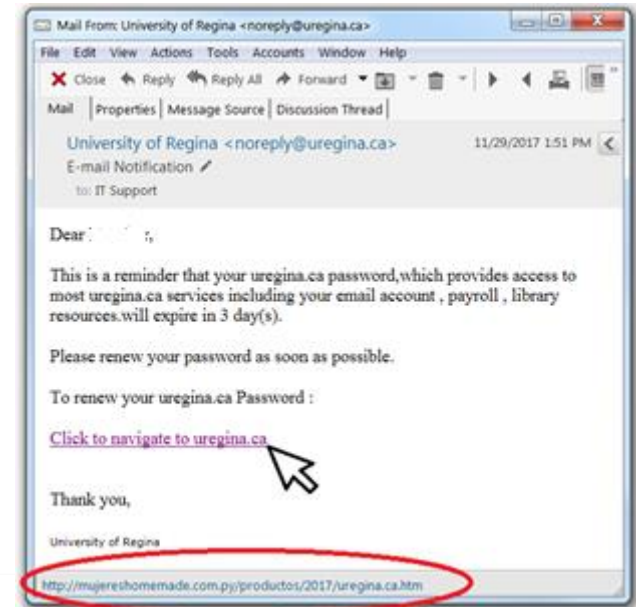 Mail From: University of Regina <noreply@uregina.ca>
File Edit View Actions Tools Accounts Window Help
Close Reply Reply All Forward
Mail Properties Message Source Discussion Thread
University of Regina <noreply@uregina.ca> 11/29/2017 1:51 PM
E-mail Notification
to: IT Support
Dear
This is a reminder that your uregina.ca password,which provides access to
most uregina.ca services including your email account , payroll , library
resources.will expire in 3 day(s).
Please renew your password as soon as possible.
To renew your uregina.ca Password :
Click to navigate to uregina.ca
Thank you,
University of Regina
http://mujereshomemade.com.py/productos/2017/uregina.ca.htm